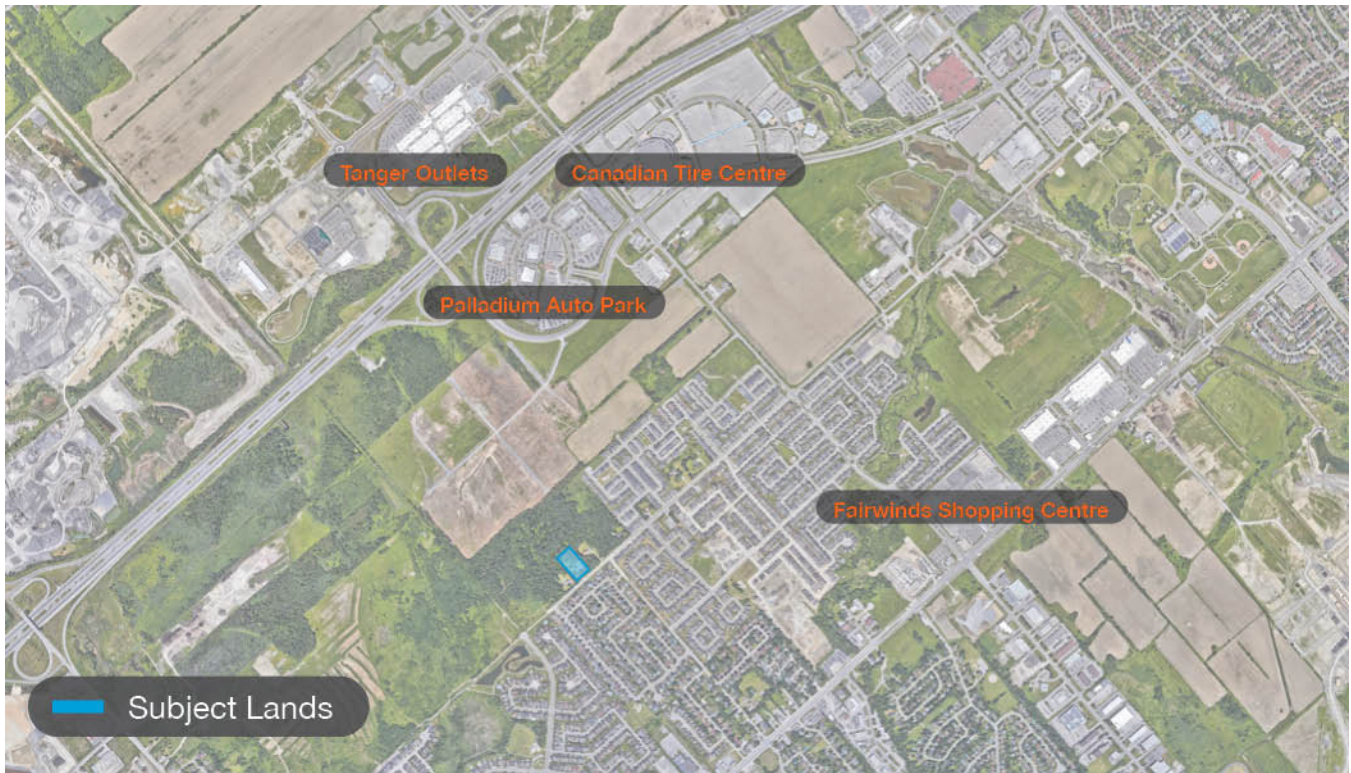 Tanger Outlets
Canadian Tire Centre
Palladium Auto Park
Fairwinds Shopping Centre
Subject Lands